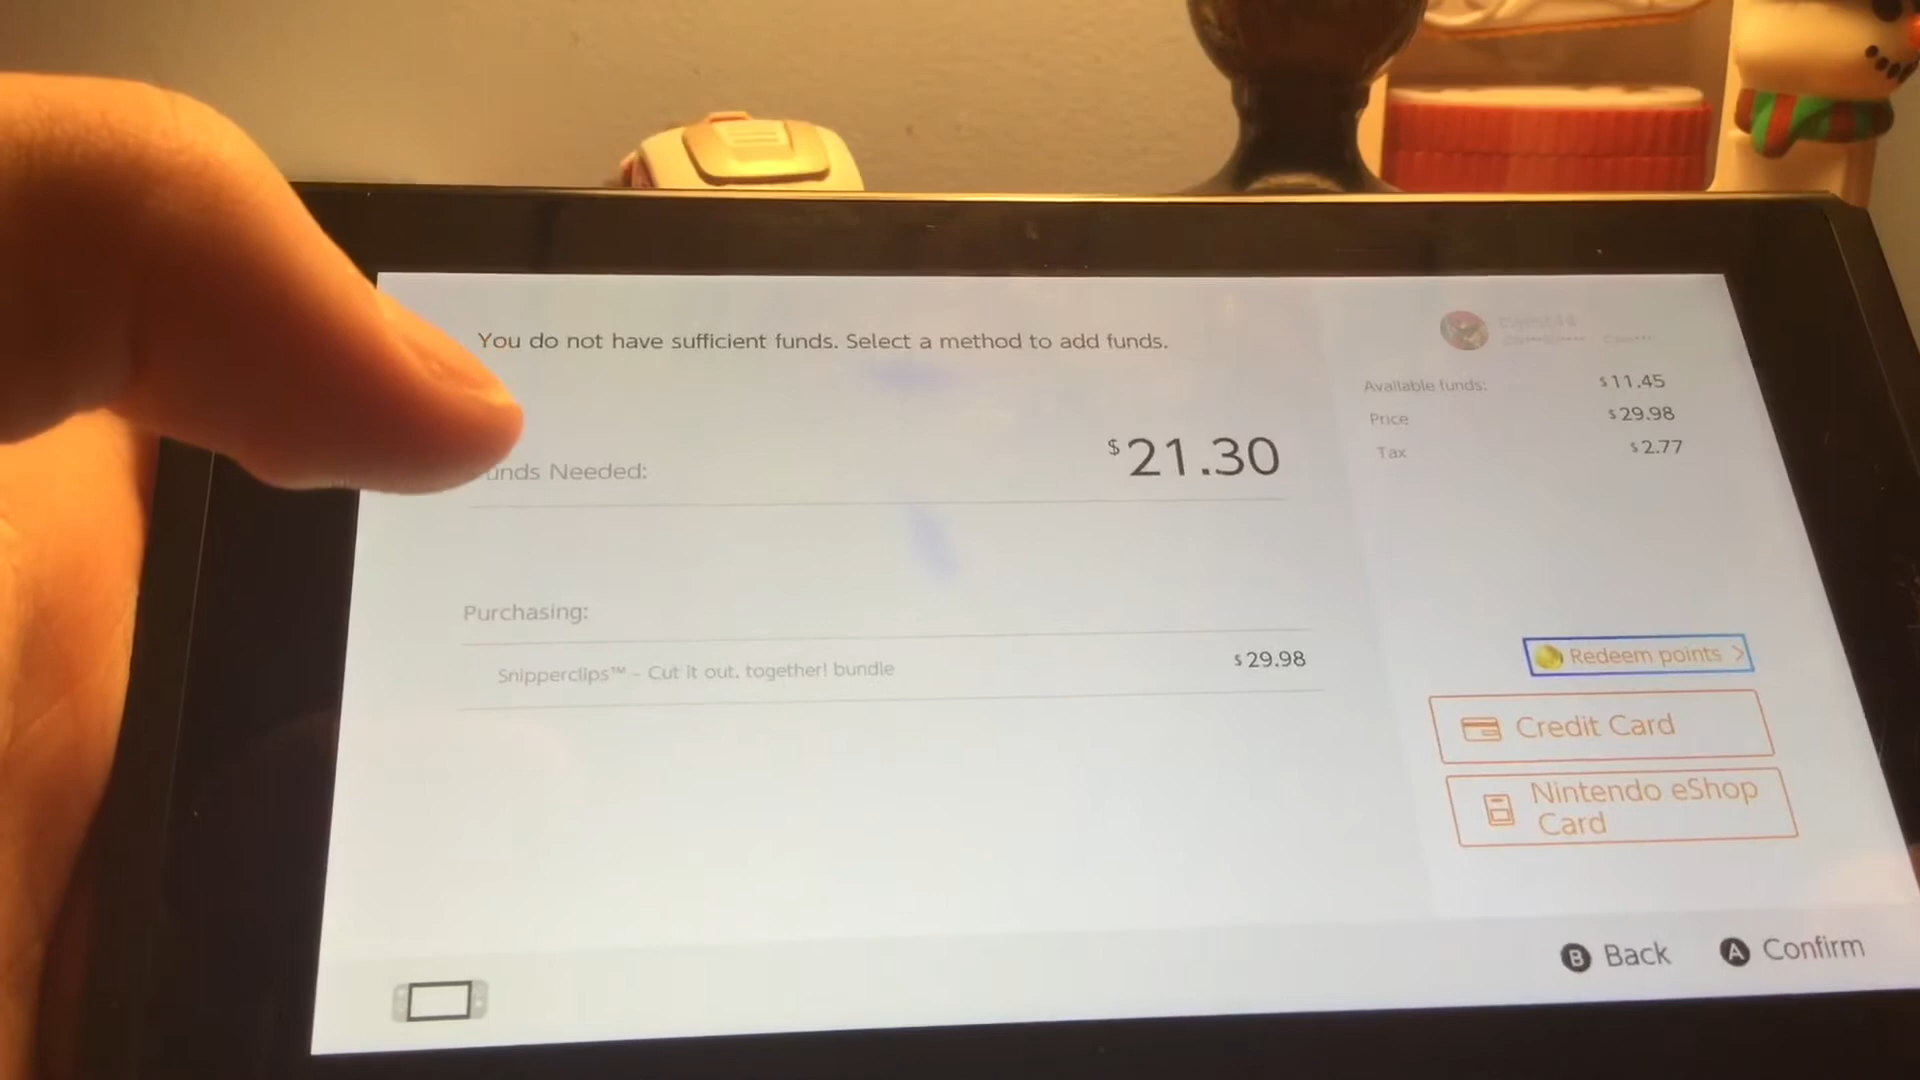 You do not have sufficient funds. Select a method to add funds.
Available funds: $11.45
Price $29.98
Tax $2.77
unds Needed: $21.30
Purchasing:
Snipperclips™ - Cut it out, together! bundle $29.98
Redeem points >
Credit Card
Nintendo eShop
Card
B Back A Confirm